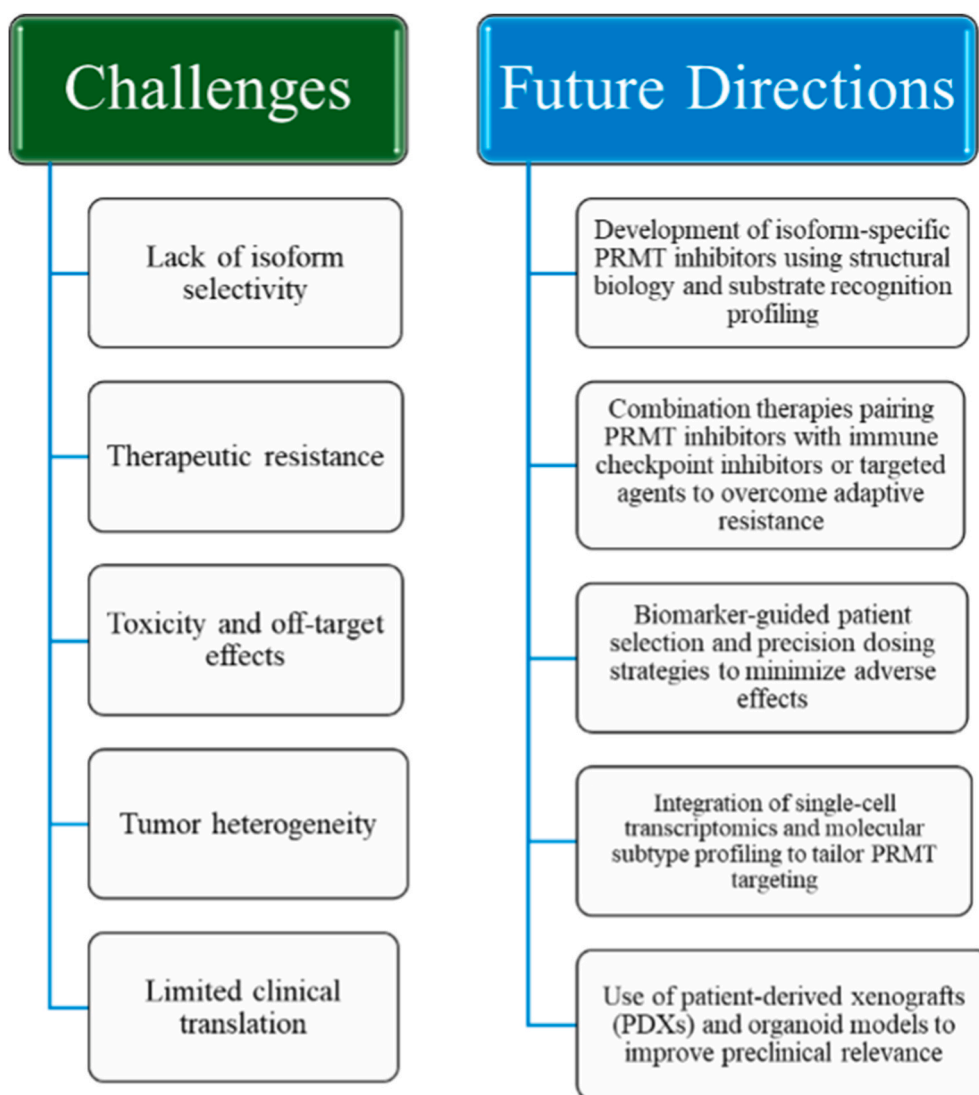 Challenges
Lack of isoform
selectivity
Therapeutic resistance
Toxicity and off-target
effects
Tumor heterogeneity
Limited clinical
translation
Future Directions
Development of isoform-specific
PRMT inhibitors using structural
biology and substrate recognition
profiling
Combination therapies pairing
PRMT inhibitors with immune
checkpoint inhibitors or targeted
agents to overcome adaptive
resistance
Biomarker-guided patient
selection and precision dosing
strategies to minimize adverse
effects
Integration of single-cell
transcriptomics and molecular
subtype profiling to tailor PRMT
targeting
Use of patient-derived xenografts
(PDXs) and organoid models to
improve preclinical relevance